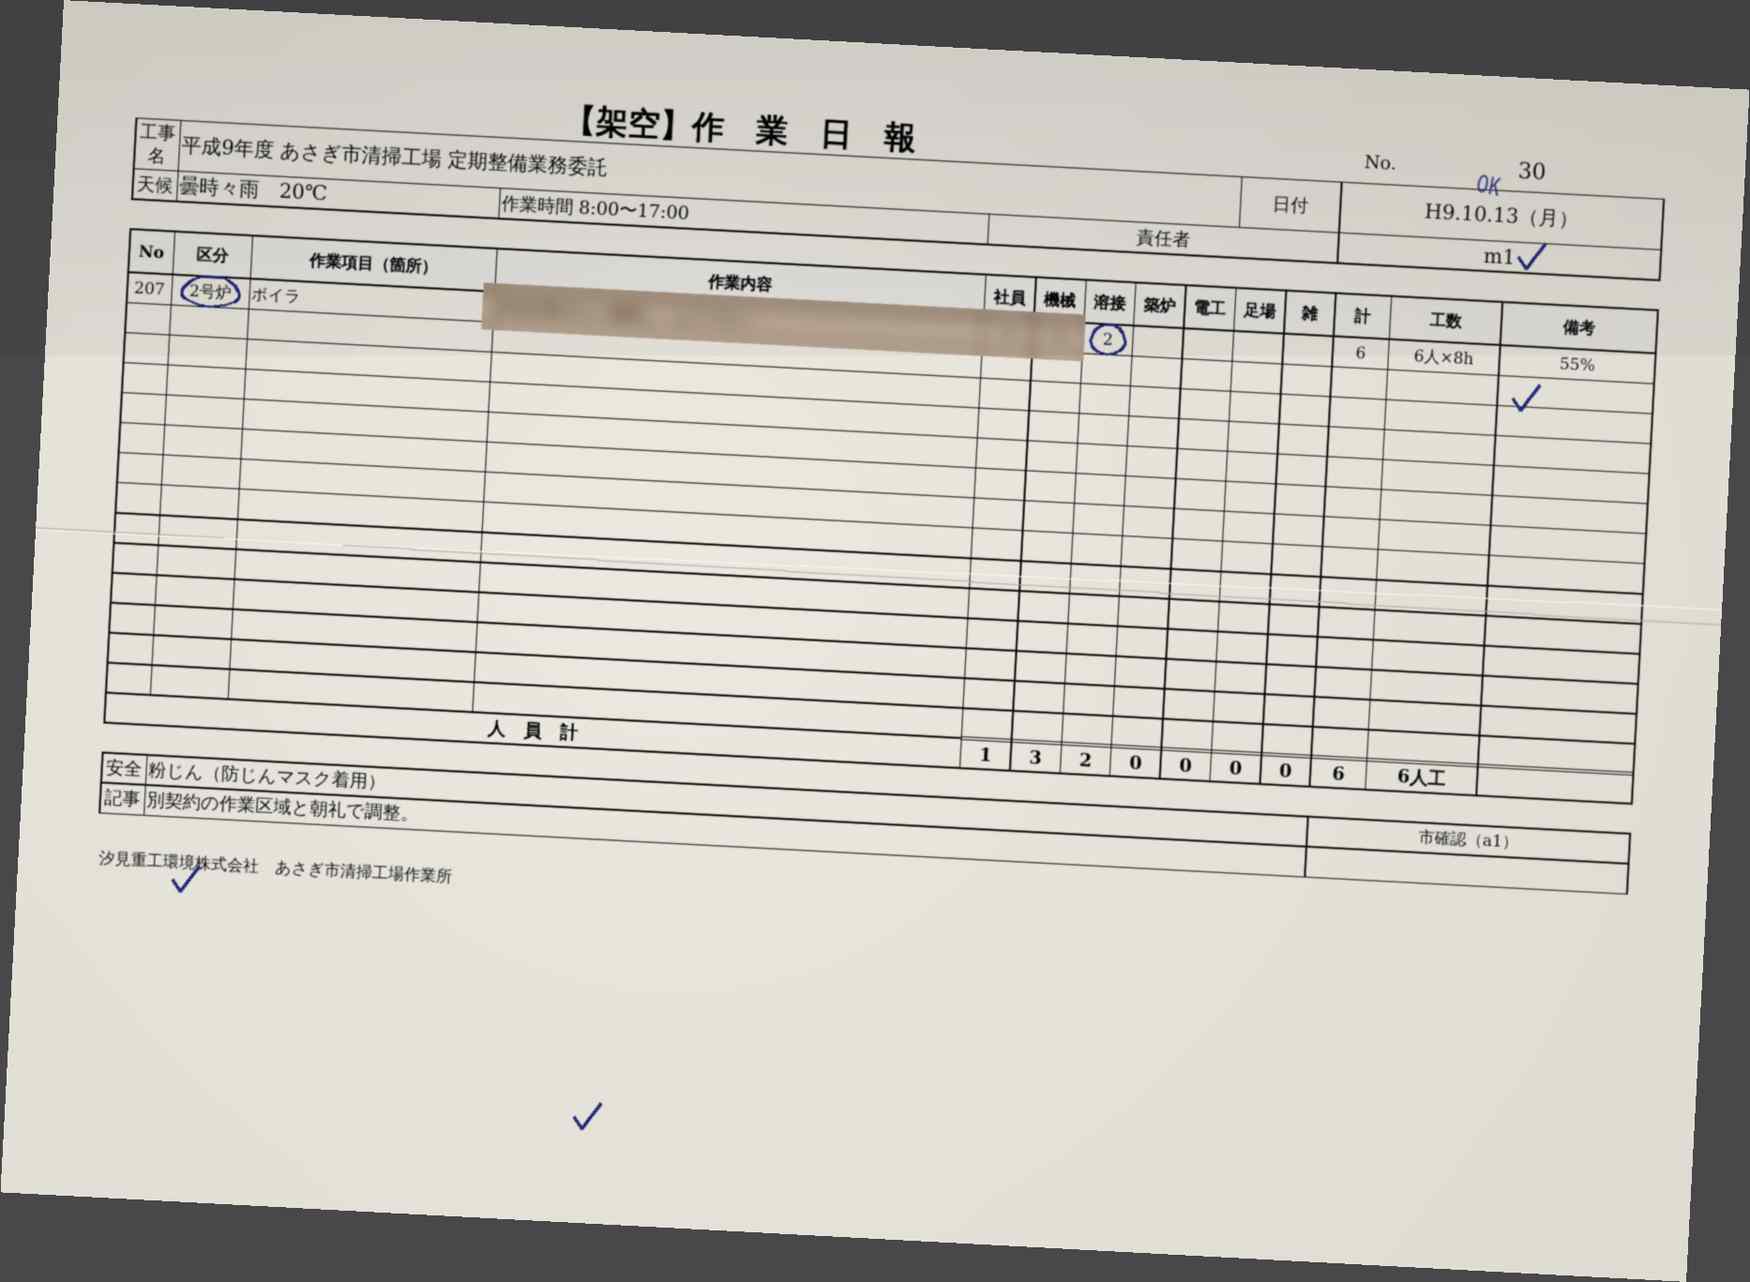 【架空】作 業 日 報
No. 30
OK
工事名 平成9年度 あさぎ市清掃工場 定期整備業務委託 日付 H9.10.13（月）
天候 曇時々雨 20℃ 作業時間 8:00〜17:00 責任者 m1
No 区分 作業項目（箇所） 作業内容 社員 機械 溶接 築炉 電工 足場 雑 計 工数 備考
207 2号炉 ボイラ 2 6 6人×8h 55%
人 員 計 1 3 2 0 0 0 0 6 6人工
安全 粉じん（防じんマスク着用） 市確認（a1）
記事 別契約の作業区域と朝礼で調整。
汐見重工環境株式会社 あさぎ市清掃工場作業所